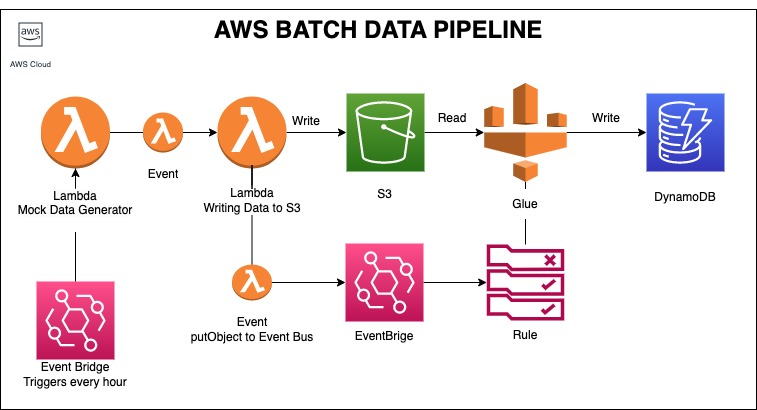 AWS BATCH DATA PIPELINE
aws
AWS Cloud
Event
Write
Read
Write
Lambda
Mock Data Generator
Lambda
Writing Data to S3
S3
Glue
DynamoDB
Event
putObject to Event Bus
EventBrige
Rule
Event Bridge
Triggers every hour